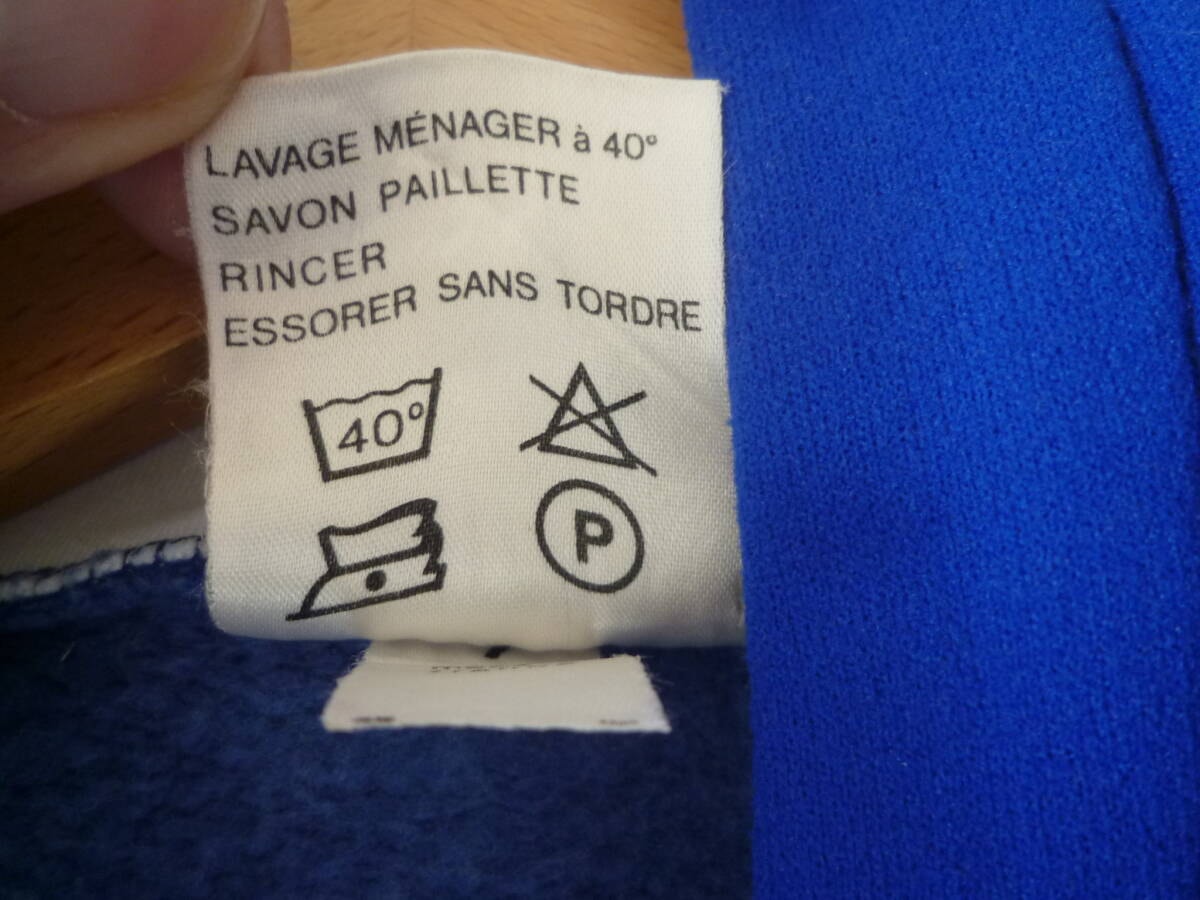 LAVAGE MÉNAGER à 40°
SAVON PAILLETTE
RINCER
ESSORER SANS TORDRE
40°
P